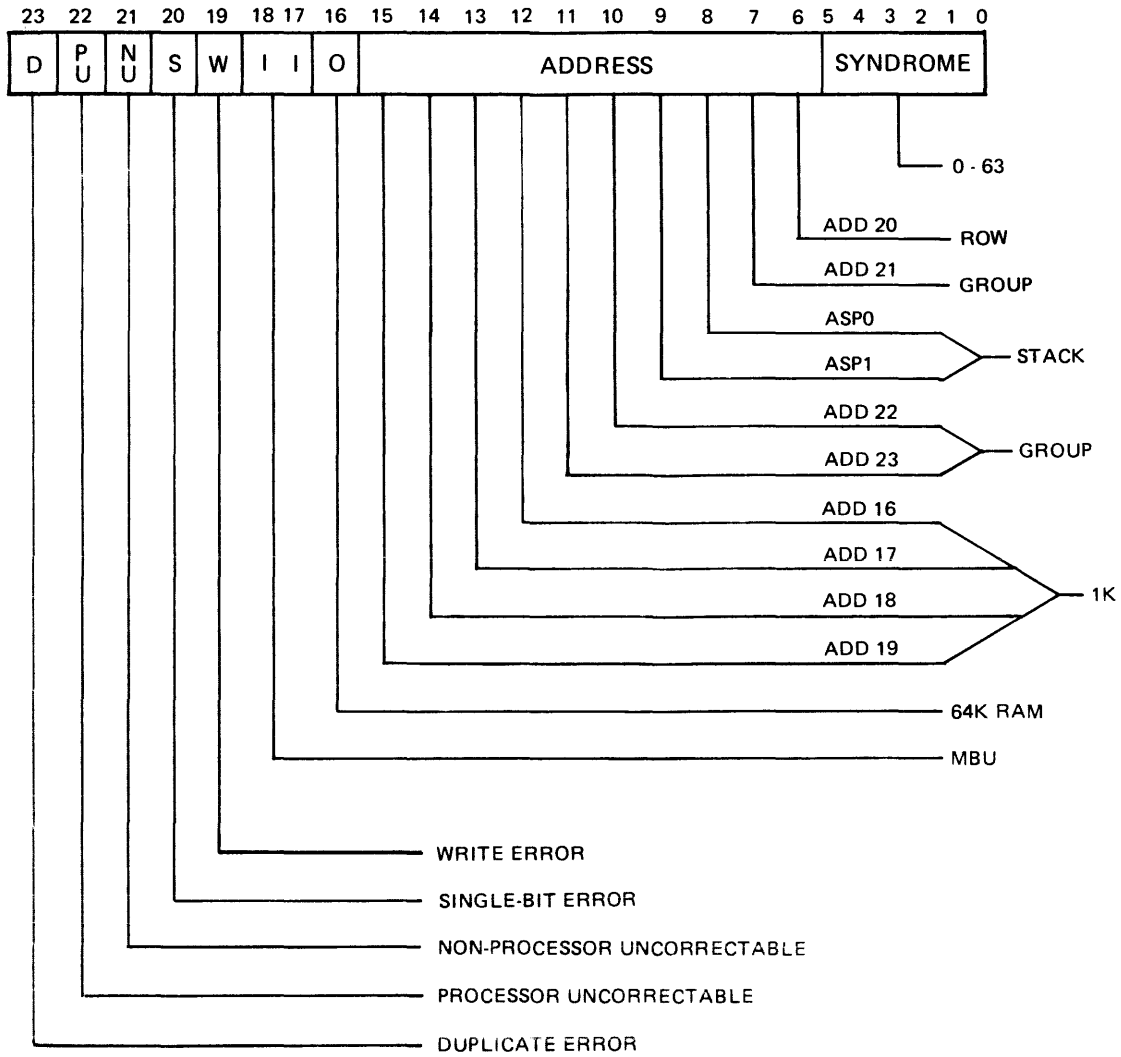 23 22 21 20 19 18 17 16 15 14 13 12 11 10 9 8 7 6 5 4 3 2 1 0
D PU NU S W I I O ADDRESS SYNDROME
0 - 63
ADD 20 ROW
ADD 21 GROUP
ASP0
STACK
ASP1
ADD 22
GROUP
ADD 23
ADD 16
ADD 17
1K
ADD 18
ADD 19
64K RAM
MBU
WRITE ERROR
SINGLE-BIT ERROR
NON-PROCESSOR UNCORRECTABLE
PROCESSOR UNCORRECTABLE
DUPLICATE ERROR